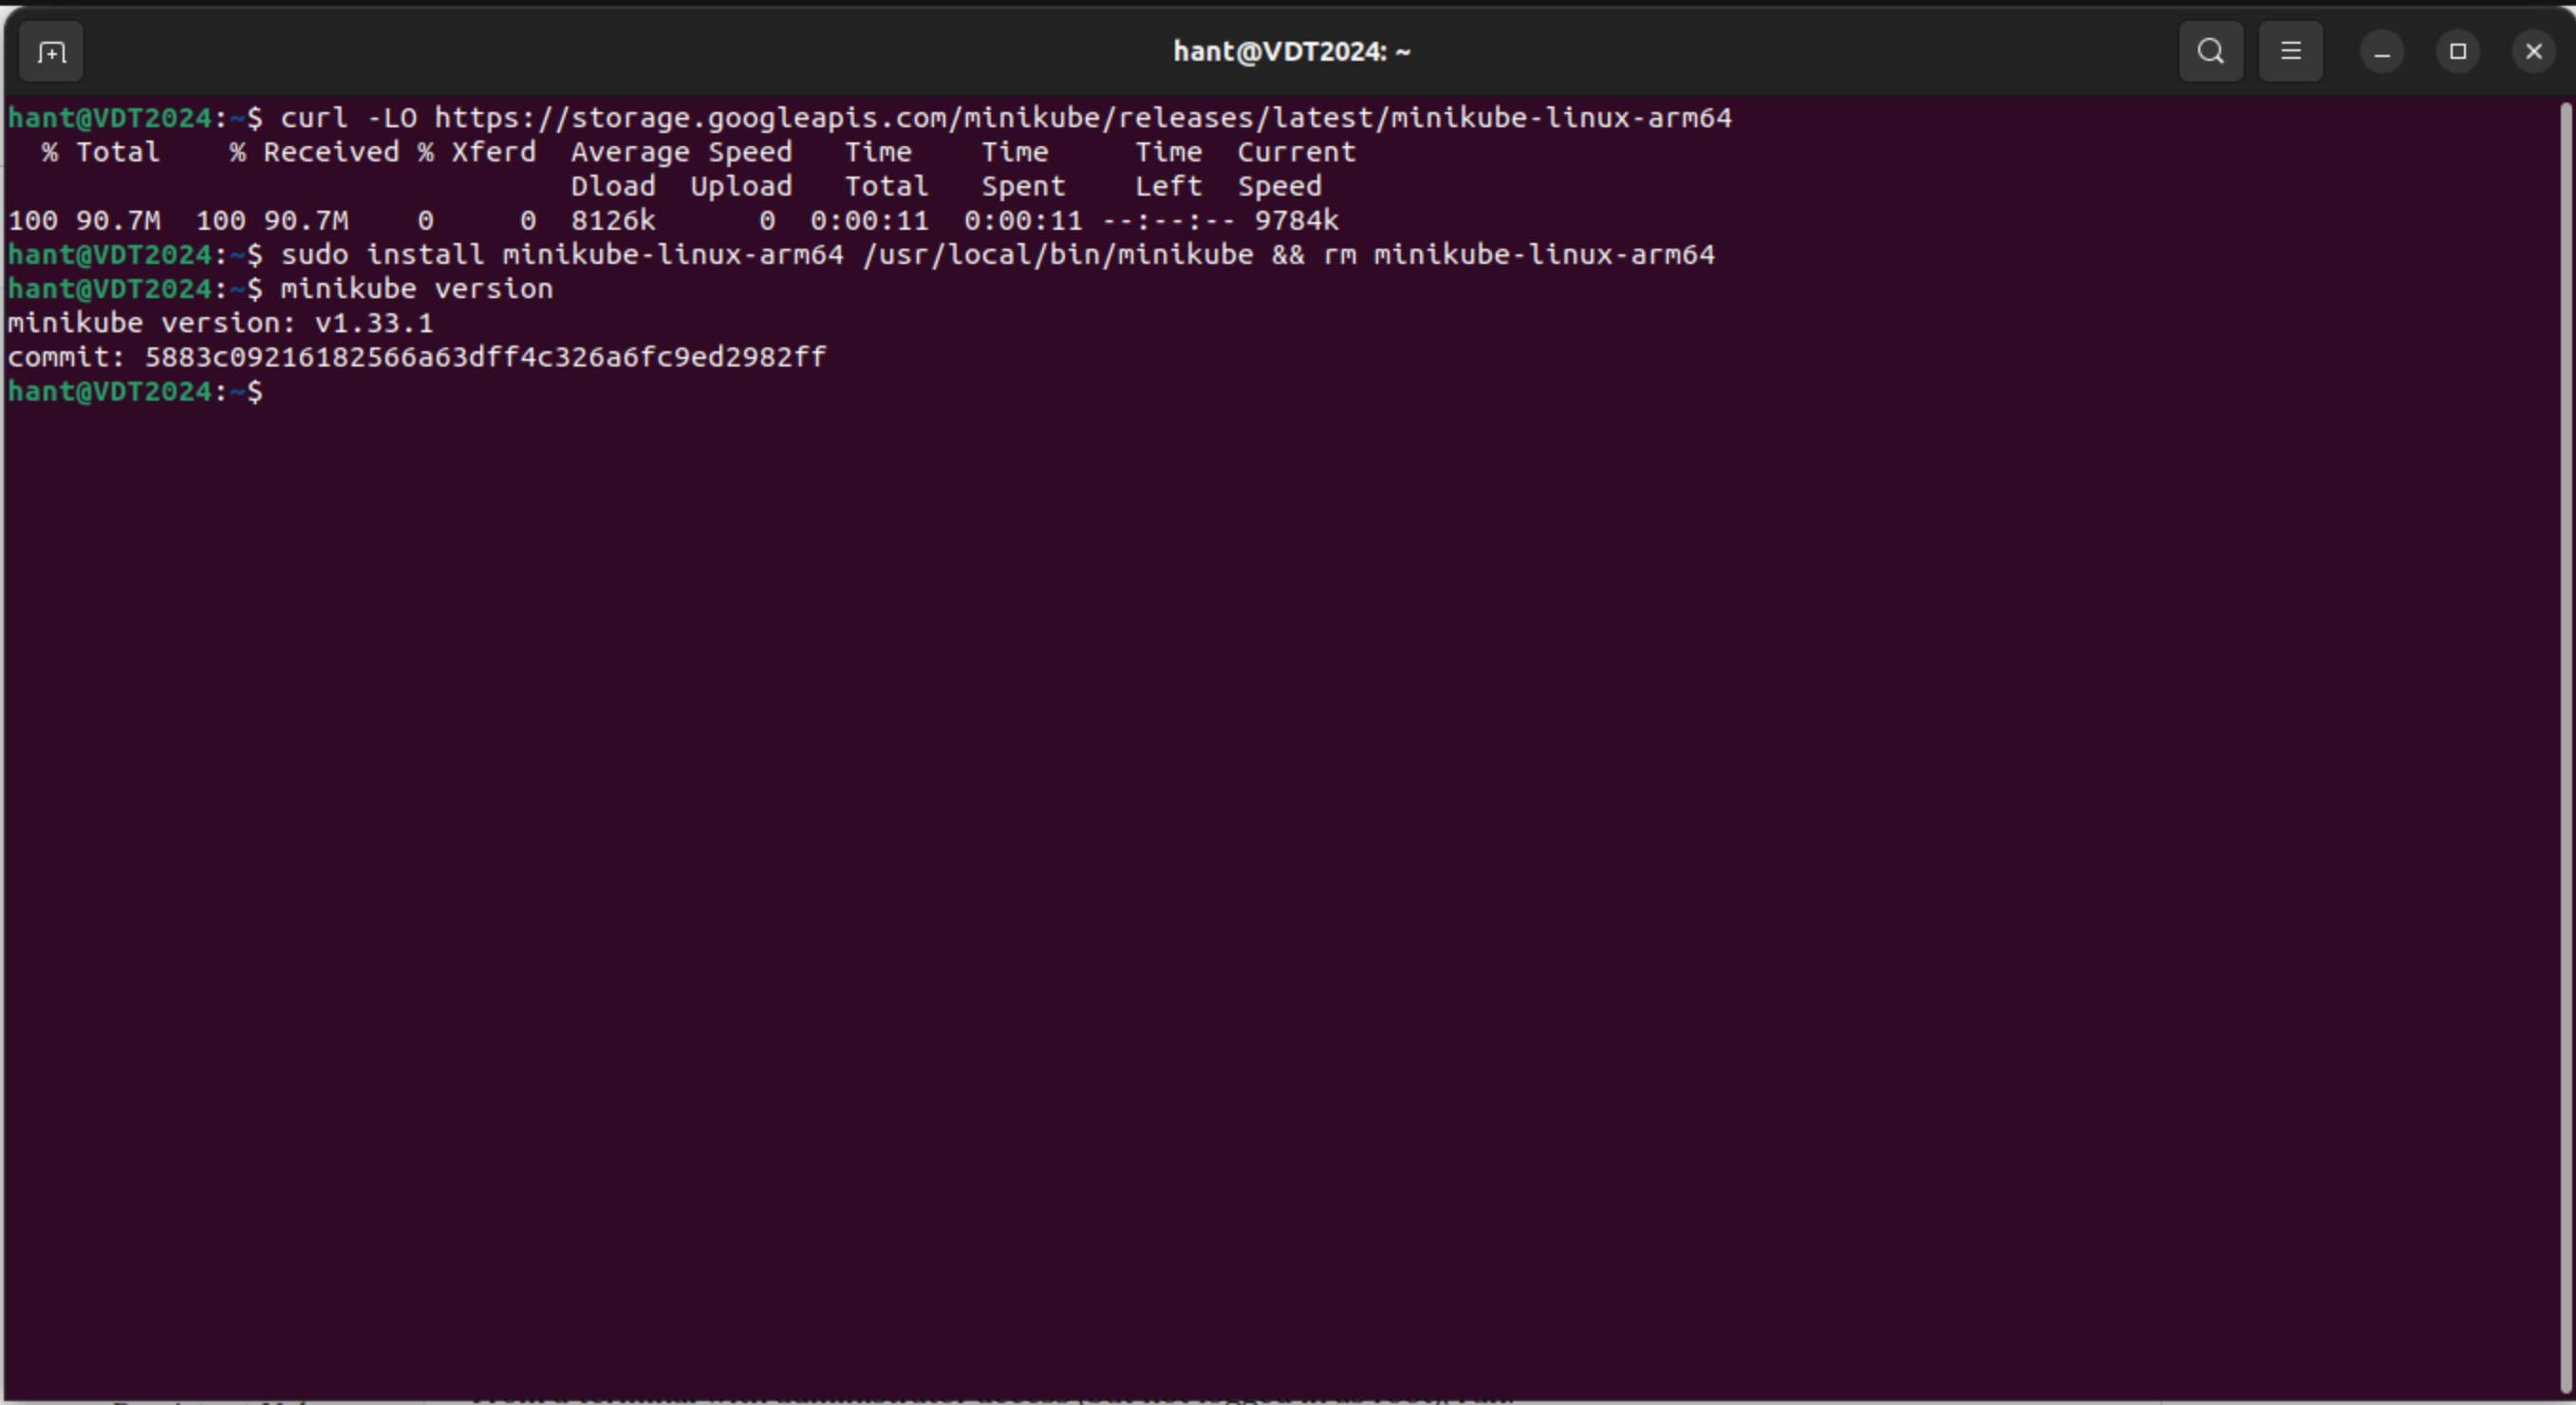 hant@VDT2024: ~
hant@VDT2024:~$ curl -LO https://storage.googleapis.com/minikube/releases/latest/minikube-linux-arm64
% Total % Received % Xferd Average Speed Time Time Time Current
Dload Upload Total Spent Left Speed
100 90.7M 100 90.7M 0 0 8126k 0 0:00:11 0:00:11 --:--:-- 9784k
hant@VDT2024:~$ sudo install minikube-linux-arm64 /usr/local/bin/minikube && rm minikube-linux-arm64
hant@VDT2024:~$ minikube version
minikube version: v1.33.1
commit: 5883c09216182566a63dff4c326a6fc9ed2982ff
hant@VDT2024:~$